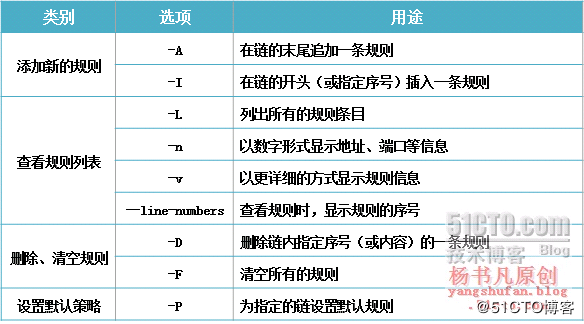 类别 选项 用途
添加新的规则 -A 在链的末尾追加一条规则
-I 在链的开头（或指定序号）插入一条规则
查看规则列表 -L 列出所有的规则条目
-n 以数字形式显示地址、端口等信息
-v 以更详细的方式显示规则信息
--line-numbers 查看规则时，显示规则的序号
删除、清空规则 -D 删除链内指定序号（或内容）的一条规则
-F 清空所有的规则
设置默认策略 -P 为指定的链设置默认规则
51CTO.com
技术博客 Blog
杨书凡原创
yangshufan.blog
.51cto.com
@51CTO博客